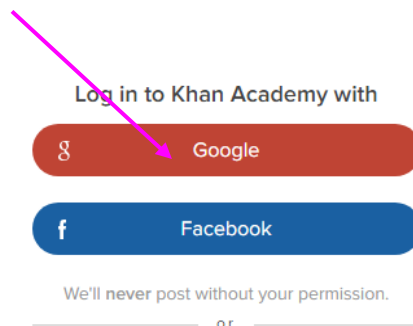 Log in to Khan Academy with
g Google
f Facebook
We'll never post without your permission.
or